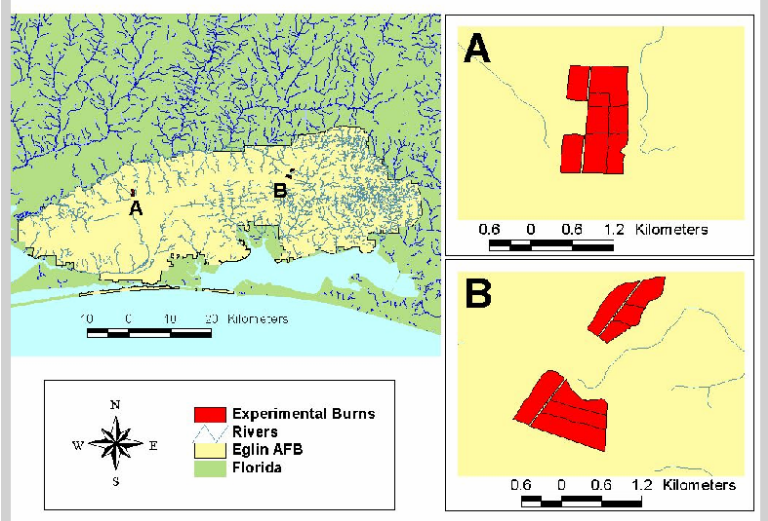 A
B
10 0 10 20 Kilometers
N
W E
S
Experimental Burns
Rivers
Eglin AFB
Florida
A
0.6 0 0.6 1.2 Kilometers
B
0.6 0 0.6 1.2 Kilometers